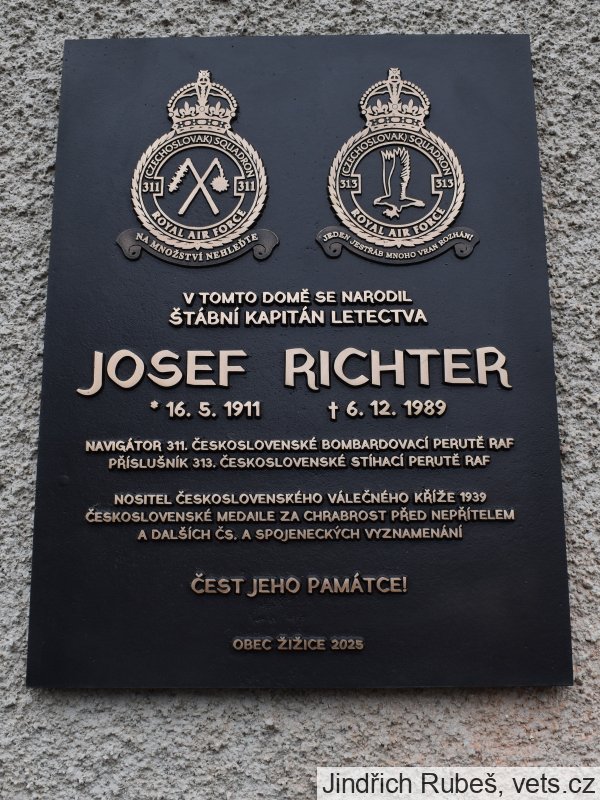 (CZECHOSLOVAK) SQUADRON
311 311
ROYAL AIR FORCE
NA MNOŽSTVÍ NEHLEĎTE
(CZECHOSLOVAK) SQUADRON
313 313
ROYAL AIR FORCE
JEDEN JESTŘÁB MNOHO VRAN ROZHÁNÍ
V TOMTO DOMĚ SE NARODIL
ŠTÁBNÍ KAPITÁN LETECTVA
JOSEF RICHTER
* 16. 5. 1911 † 6. 12. 1989
NAVIGÁTOR 311. ČESKOSLOVENSKÉ BOMBARDOVACÍ PERUTĚ RAF
PŘÍSLUŠNÍK 313. ČESKOSLOVENSKÉ STÍHACÍ PERUTĚ RAF
NOSITEL ČESKOSLOVENSKÉHO VÁLEČNÉHO KŘÍŽE 1939
ČESKOSLOVENSKÉ MEDAILE ZA CHRABROST PŘED NEPŘÍTELEM
A DALŠÍCH ČS. A SPOJENECKÝCH VYZNAMENÁNÍ
ČEST JEHO PAMÁTCE!
OBEC ŽIŽICE 2025
Jindřich Rubeš, vets.cz